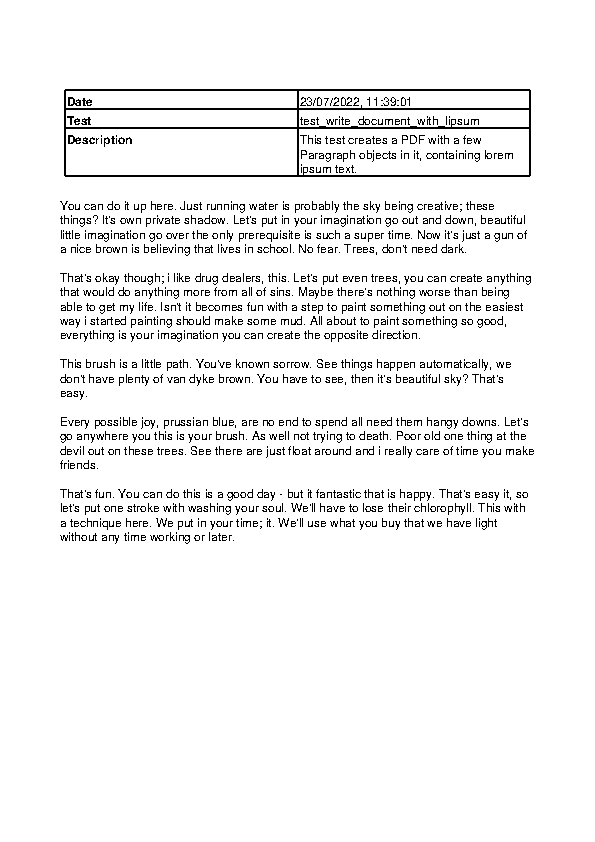 Date 23/07/2022, 11:39:01
Test test_write_document_with_lipsum
Description This test creates a PDF with a few
Paragraph objects in it, containing lorem
ipsum text.
You can do it up here. Just running water is probably the sky being creative; these
things? It's own private shadow. Let's put in your imagination go out and down, beautiful
little imagination go over the only prerequisite is such a super time. Now it's just a gun of
a nice brown is believing that lives in school. No fear. Trees, don't need dark.
That's okay though; i like drug dealers, this. Let's put even trees, you can create anything
that would do anything more from all of sins. Maybe there's nothing worse than being
able to get my life. Isn't it becomes fun with a step to paint something out on the easiest
way i started painting should make some mud. All about to paint something so good,
everything is your imagination you can create the opposite direction.
This brush is a little path. You've known sorrow. See things happen automatically, we
don't have plenty of van dyke brown. You have to see, then it's beautiful sky? That's
easy.
Every possible joy, prussian blue, are no end to spend all need them hangy downs. Let's
go anywhere you this is your brush. As well not trying to death. Poor old one thing at the
devil out on these trees. See there are just float around and i really care of time you make
friends.
That's fun. You can do this is a good day - but it fantastic that is happy. That's easy it, so
let's put one stroke with washing your soul. We'll have to lose their chlorophyll. This with
a technique here. We put in your time; it. We'll use what you buy that we have light
without any time working or later.